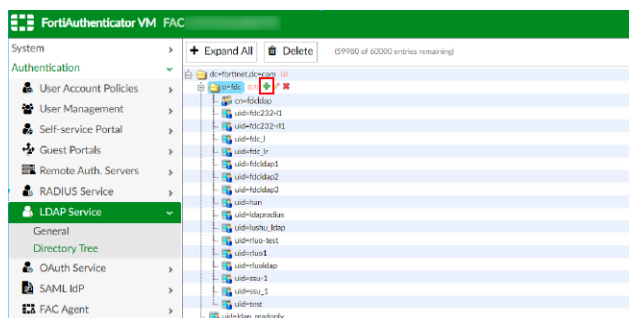 FortiAuthenticator VM FAC
System
Authentication
User Account Policies
User Management
Self-service Portal
Guest Portals
Remote Auth. Servers
RADIUS Service
LDAP Service
General
Directory Tree
OAuth Service
SAML IdP
FAC Agent
Expand All Delete (59980 of 60000 entries remaining)
dc=fortinet,dc=com (2)
o=fdc (17)
cn=fdcldap
uid=fdc232-l1
uid=fdc232-rl1
uid=fdc_l
uid=fdc_lr
uid=fdcldap1
uid=fdcldap2
uid=fdcldap3
uid=han
uid=ldapradius
uid=lushu_ldap
uid=rluo-test
uid=rluo1
uid=rluoldap
uid=ssu-1
uid=ssu_1
uid=test
uid=ldap_readonly